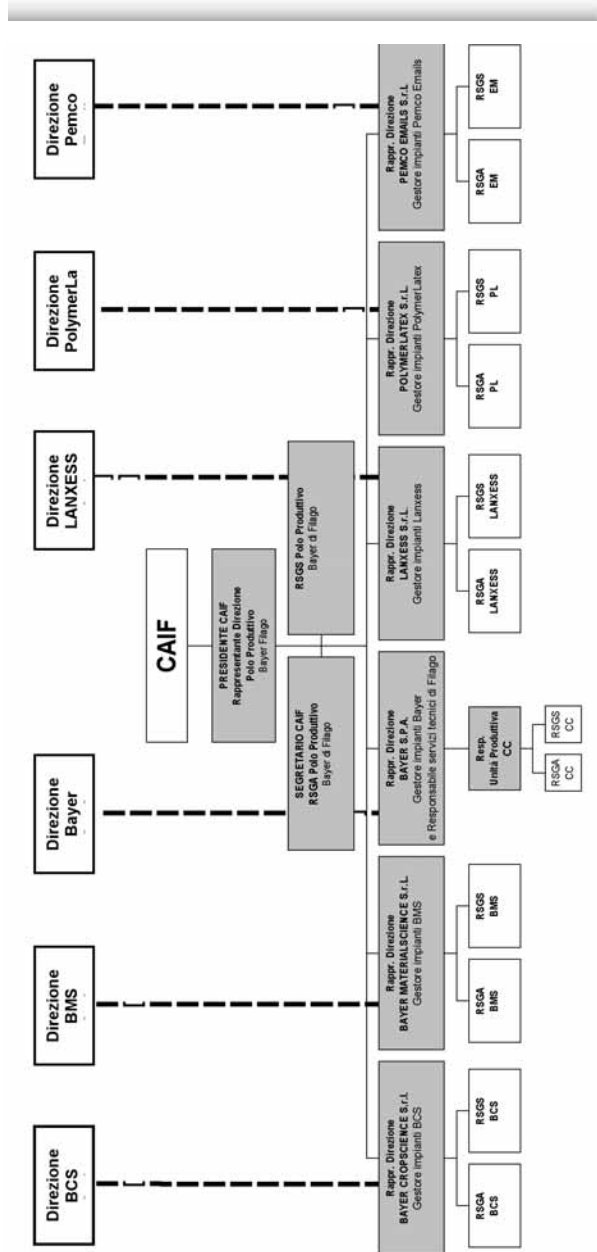 Direzione
BCS
Direzione
BMS
Direzione
Bayer
Direzione
LANXESS
Direzione
PolymerLa
Direzione
Pemco
CAIF
PRESIDENTE CAIF
Rappresentante Direzione
Polo Produttivo
Bayer Filago
SEGRETARIO CAIF
RSGA Polo Produttivo
Bayer di Filago
RSGS Polo Produttivo
Bayer di Filago
Rappr. Direzione
BAYER CROPSCIENCE S.r.l.
Gestore impianti BCS
Rappr. Direzione
BAYER MATERIALSCIENCE S.r.L.
Gestore impianti BMS
Rappr. Direzione
BAYER S.P.A.
Gestore impianti Bayer
e Responsabile servizi tecnici di Filago
Rappr. Direzione
LANXESS S.r.L.
Gestore impianti Lanxess
Rappr. Direzione
POLYMERLATEX S.r.L.
Gestore impianti PolymerLatex
Rappr. Direzione
PEMCO EMAILS S.r.L
Gestore impianti Pemco Emails
RSGA
BCS
RSGS
BCS
RSGA
BMS
RSGS
BMS
Resp.
Unità Produttiva
CC
RSGA
CC
RSGS
CC
RSGA
LANXESS
RSGS
LANXESS
RSGA
PL
RSGS
PL
RSGA
EM
RSGS
EM